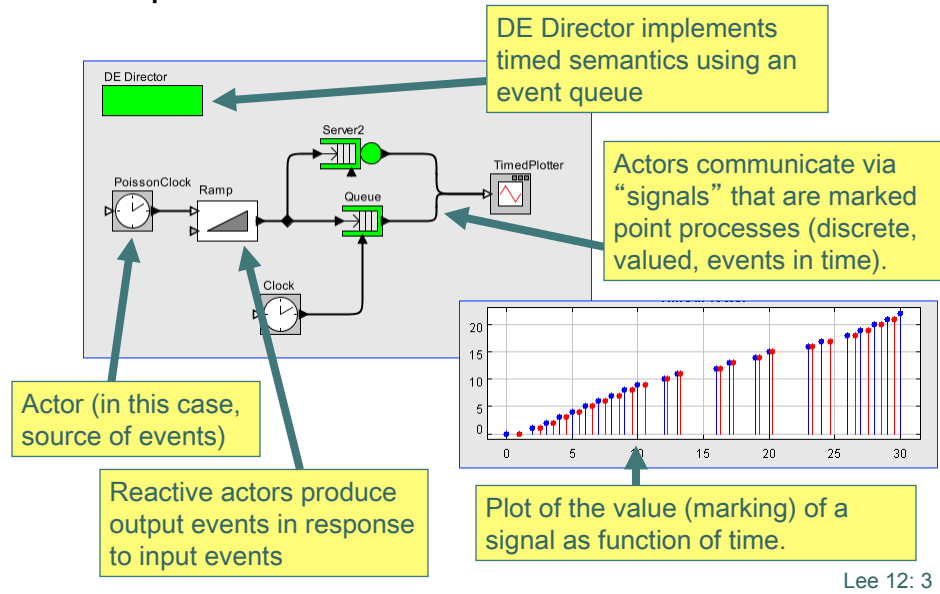 DE Director implements
timed semantics using an
event queue
DE Director
Server2
TimedPlotter
PoissonClock
Ramp
Queue
Clock
Actors communicate via
“signals” that are marked
point processes (discrete,
valued, events in time).
20
15
10
5
0
0 5 10 15 20 25 30
Actor (in this case,
source of events)
Reactive actors produce
output events in response
to input events
Plot of the value (marking) of a
signal as function of time.
Lee 12: 3